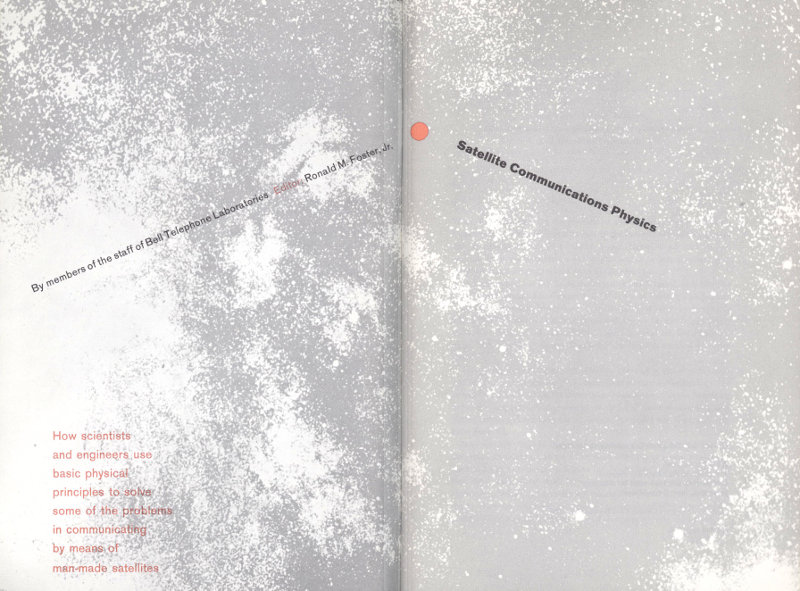 By members of the staff of Bell Telephone Laboratories Editor, Ronald M. Foster, Jr.
Satellite Communications Physics
How scientists
and engineers use
basic physical
principles to solve
some of the problems
in communicating
by means of
man-made satellites